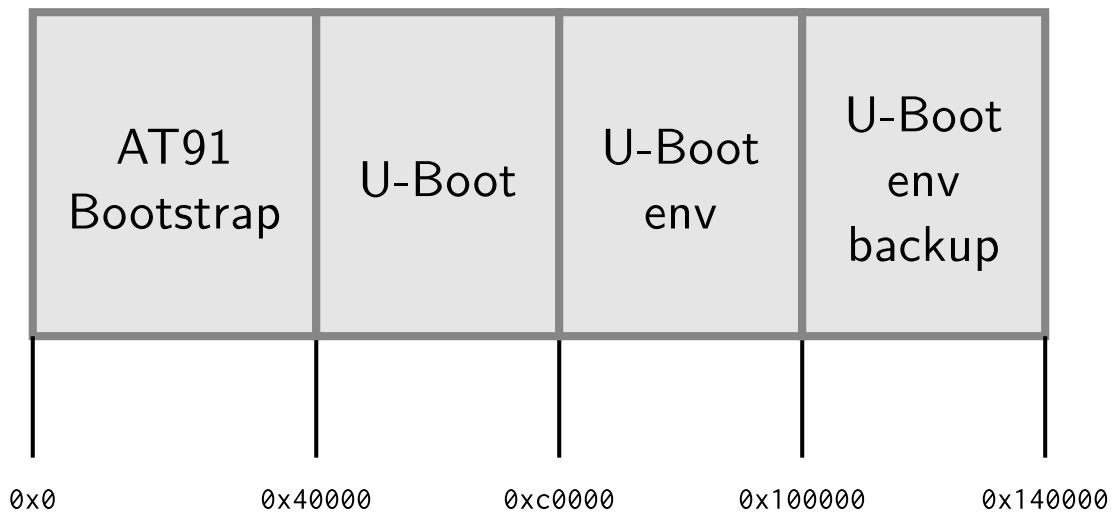 AT91
Bootstrap
U-Boot
U-Boot
env
U-Boot
env
backup
0x0
0x40000
0xc0000
0x100000
0x140000